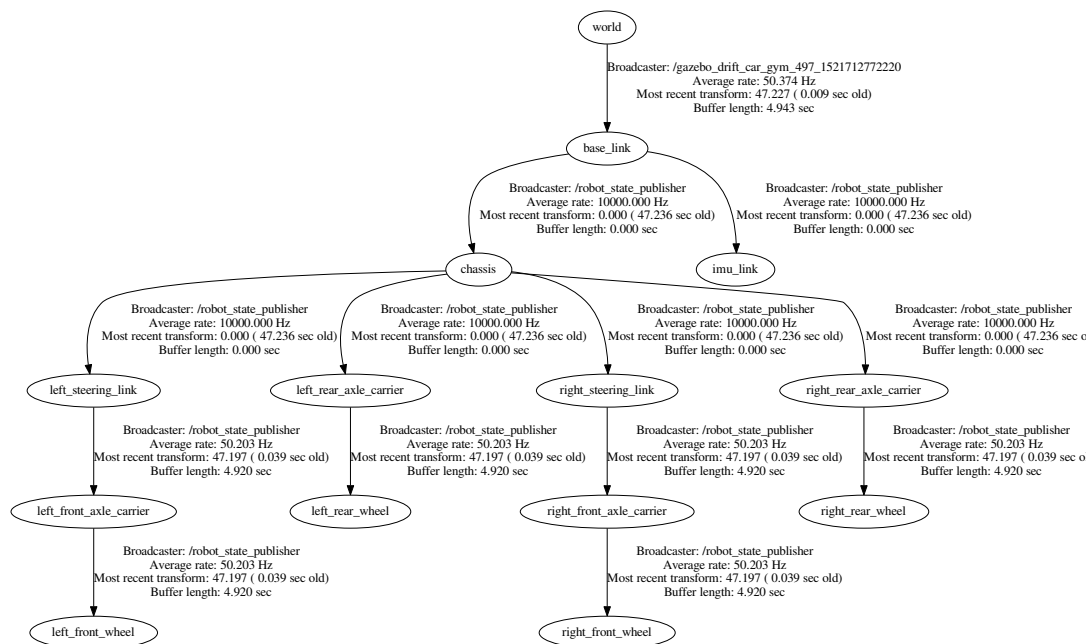 world
Broadcaster: /gazebo_drift_car_gym_497_1521712772220
Average rate: 50.374 Hz
Most recent transform: 47.227 ( 0.009 sec old)
Buffer length: 4.943 sec
base_link
Broadcaster: /robot_state_publisher
Average rate: 10000.000 Hz
Most recent transform: 0.000 ( 47.236 sec old)
Buffer length: 0.000 sec
Broadcaster: /robot_state_publisher
Average rate: 10000.000 Hz
Most recent transform: 0.000 ( 47.236 sec old)
Buffer length: 0.000 sec
chassis
imu_link
Broadcaster: /robot_state_publisher
Average rate: 10000.000 Hz
Most recent transform: 0.000 ( 47.236 sec old)
Buffer length: 0.000 sec
Broadcaster: /robot_state_publisher
Average rate: 10000.000 Hz
Most recent transform: 0.000 ( 47.236 sec old)
Buffer length: 0.000 sec
Broadcaster: /robot_state_publisher
Average rate: 10000.000 Hz
Most recent transform: 0.000 ( 47.236 sec old)
Buffer length: 0.000 sec
Broadcaster: /robot_state_publisher
Average rate: 10000.000 Hz
Most recent transform: 0.000 ( 47.236 sec o
Buffer length: 0.000 sec
left_steering_link
left_rear_axle_carrier
right_steering_link
right_rear_axle_carrier
Broadcaster: /robot_state_publisher
Average rate: 50.203 Hz
Most recent transform: 47.197 ( 0.039 sec old)
Buffer length: 4.920 sec
Broadcaster: /robot_state_publisher
Average rate: 50.203 Hz
Most recent transform: 47.197 ( 0.039 sec old)
Buffer length: 4.920 sec
Broadcaster: /robot_state_publisher
Average rate: 50.203 Hz
Most recent transform: 47.197 ( 0.039 sec old)
Buffer length: 4.920 sec
Broadcaster: /robot_state_publisher
Average rate: 50.203 Hz
Most recent transform: 47.197 ( 0.039 sec o
Buffer length: 4.920 sec
left_front_axle_carrier
left_rear_wheel
right_front_axle_carrier
right_rear_wheel
Broadcaster: /robot_state_publisher
Average rate: 50.203 Hz
Most recent transform: 47.197 ( 0.039 sec old)
Buffer length: 4.920 sec
Broadcaster: /robot_state_publisher
Average rate: 50.203 Hz
Most recent transform: 47.197 ( 0.039 sec old)
Buffer length: 4.920 sec
left_front_wheel
right_front_wheel